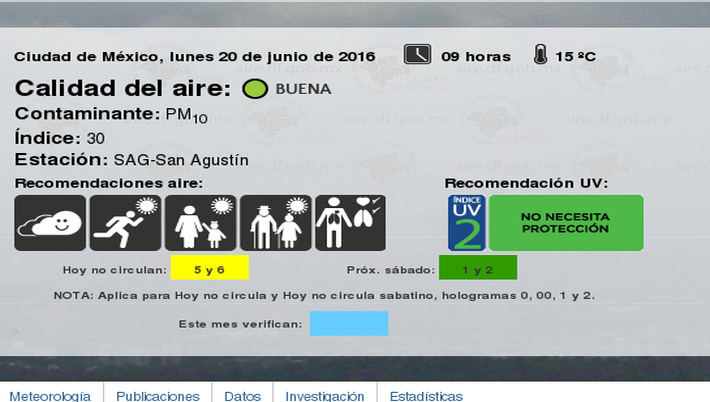 Ciudad de México, lunes 20 de junio de 2016 09 horas 15 ºC
Calidad del aire: BUENA
Contaminante: PM10
Índice: 30
Estación: SAG-San Agustín
Recomendaciones aire: Recomendación UV:
ÍNDICE
UV
2
NO NECESITA
PROTECCIÓN
Hoy no circulan: 5 y 6 Próx. sábado: 1 y 2
NOTA: Aplica para Hoy no circula y Hoy no circula sabatino, hologramas 0, 00, 1 y 2.
Este mes verifican:
Meteorología Publicaciones Datos Investigación Estadísticas